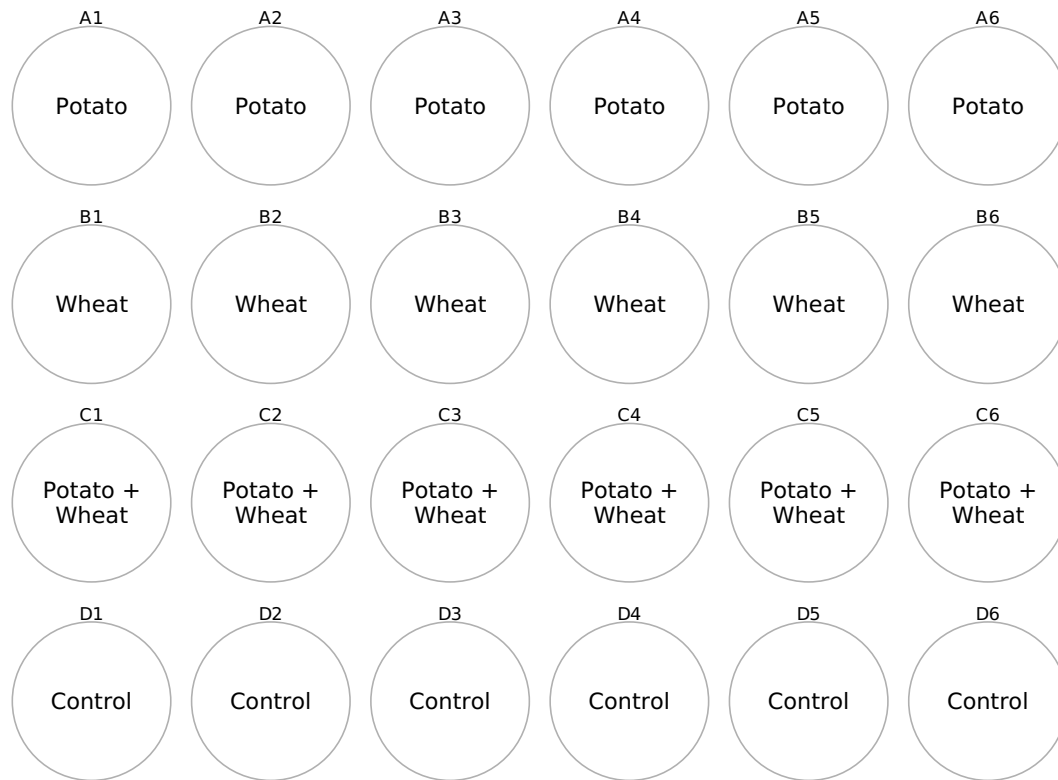 A1 A2 A3 A4 A5 A6
Potato Potato Potato Potato Potato Potato
B1 B2 B3 B4 B5 B6
Wheat Wheat Wheat Wheat Wheat Wheat
C1 C2 C3 C4 C5 C6
Potato + Potato + Potato + Potato + Potato + Potato +
Wheat Wheat Wheat Wheat Wheat Wheat
D1 D2 D3 D4 D5 D6
Control Control Control Control Control Control